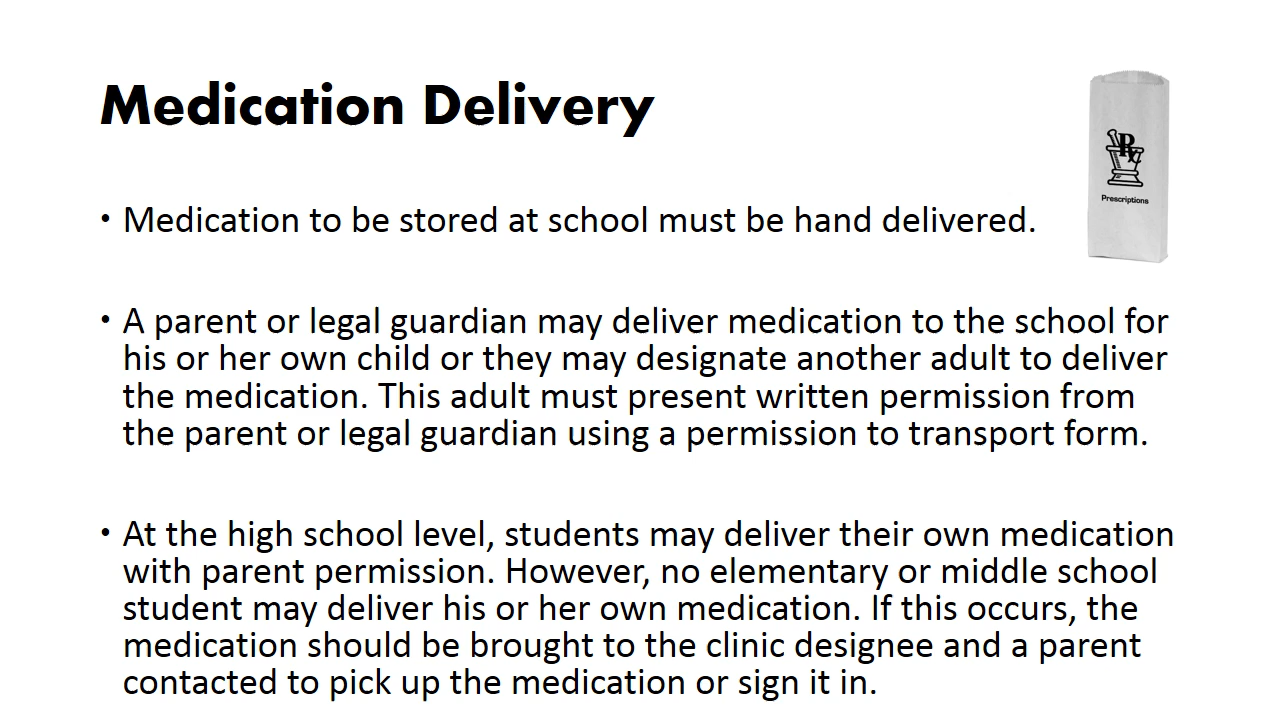 Medication Delivery
Rx
Prescriptions
• Medication to be stored at school must be hand delivered.
• A parent or legal guardian may deliver medication to the school for
his or her own child or they may designate another adult to deliver
the medication. This adult must present written permission from
the parent or legal guardian using a permission to transport form.
• At the high school level, students may deliver their own medication
with parent permission. However, no elementary or middle school
student may deliver his or her own medication. If this occurs, the
medication should be brought to the clinic designee and a parent
contacted to pick up the medication or sign it in.